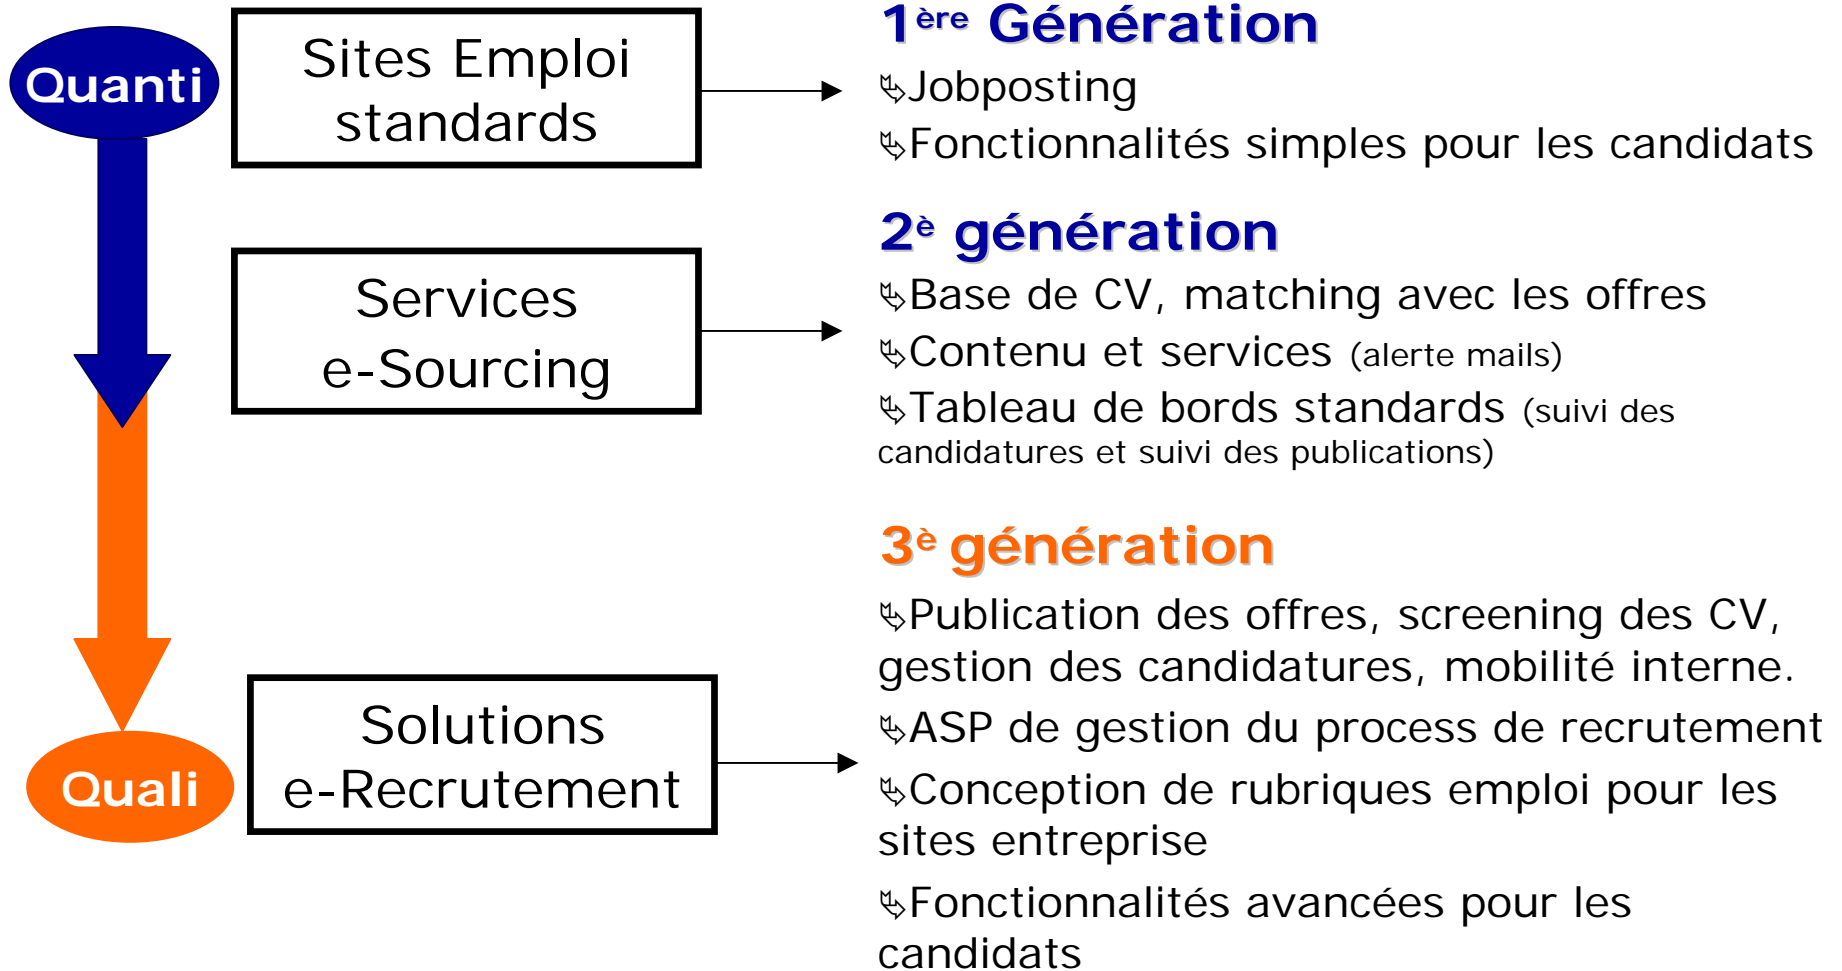 Quanti
Sites Emploi
standards
1ère Génération
Jobposting
Fonctionnalités simples pour les candidats
Services
e-Sourcing
2è génération
Base de CV, matching avec les offres
Contenu et services (alerte mails)
Tableau de bords standards (suivi des
candidatures et suivi des publications)
Quali
Solutions
e-Recrutement
3è génération
Publication des offres, screening des CV,
gestion des candidatures, mobilité interne.
ASP de gestion du process de recrutement
Conception de rubriques emploi pour les
sites entreprise
Fonctionnalités avancées pour les
candidats